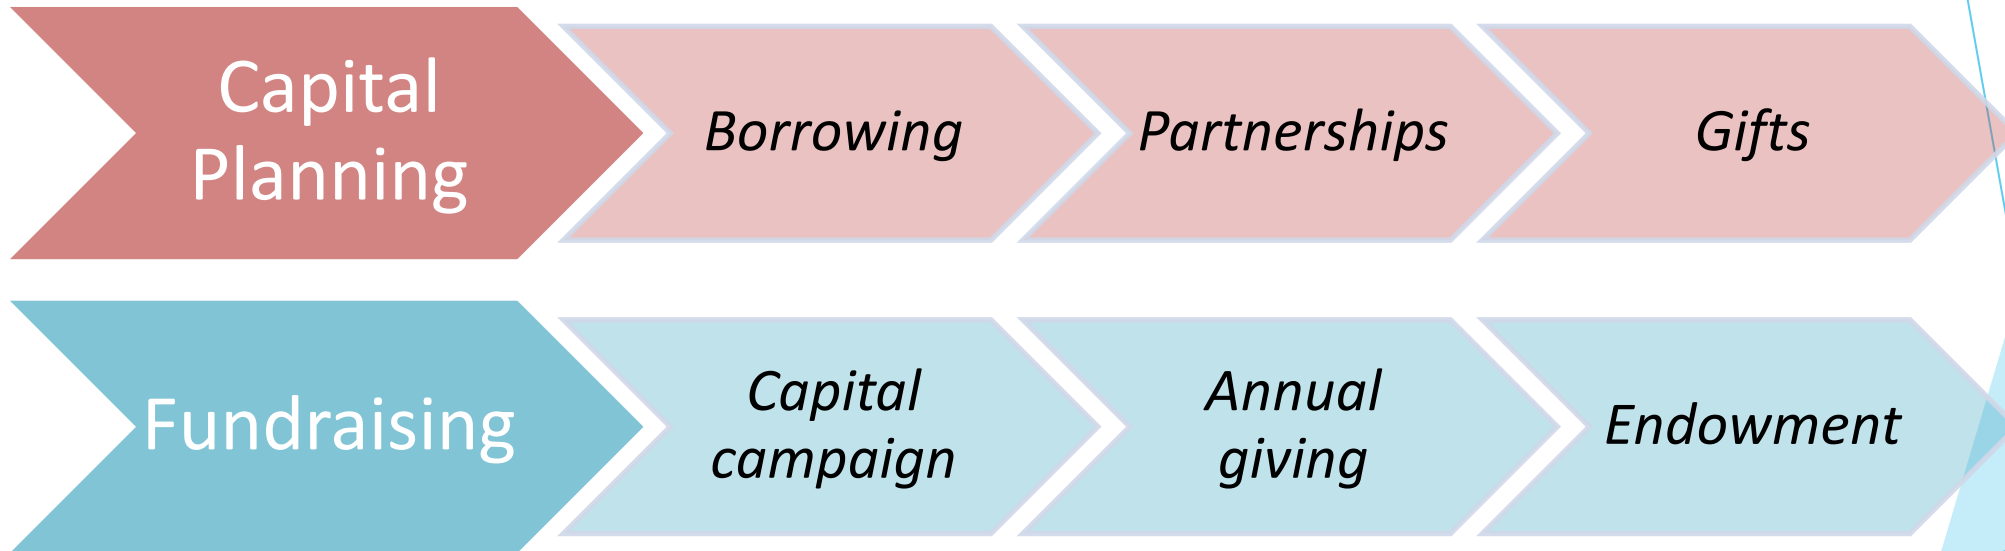 Capital
Planning
Borrowing
Partnerships
Gifts
Fundraising
Capital
campaign
Annual
giving
Endowment